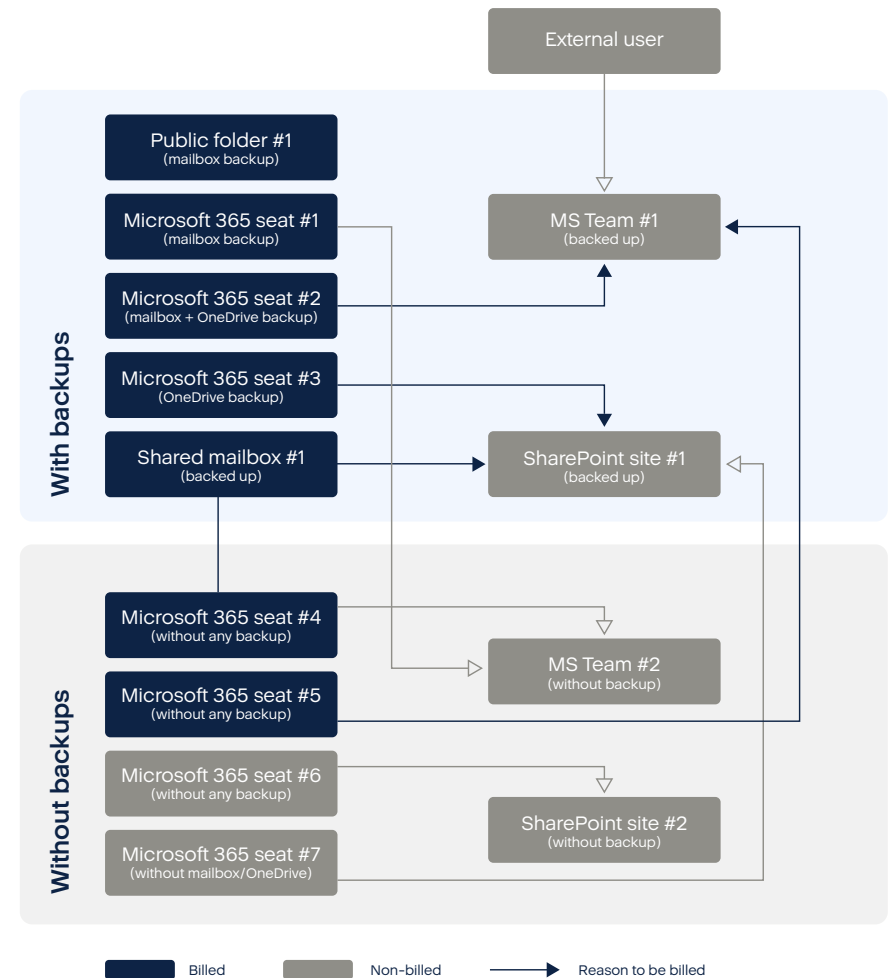 External user
With backups
Public folder #1
(mailbox backup)
Microsoft 365 seat #1
(mailbox backup)
Microsoft 365 seat #2
(mailbox + OneDrive backup)
Microsoft 365 seat #3
(OneDrive backup)
Shared mailbox #1
(backed up)
MS Team #1
(backed up)
SharePoint site #1
(backed up)
Without backups
Microsoft 365 seat #4
(without any backup)
Microsoft 365 seat #5
(without any backup)
Microsoft 365 seat #6
(without any backup)
Microsoft 365 seat #7
(without mailbox/OneDrive)
MS Team #2
(without backup)
SharePoint site #2
(without backup)
Billed
Non-billed
Reason to be billed